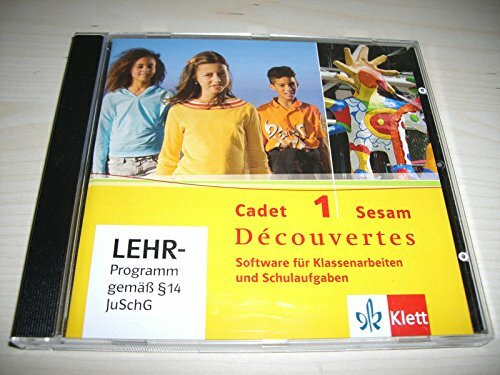 Cadet 1 Sesam
Découvertes
Software für Klassenarbeiten
und Schulaufgaben
LEHR-
Programm
gemäß §14
JuSchG
Klett